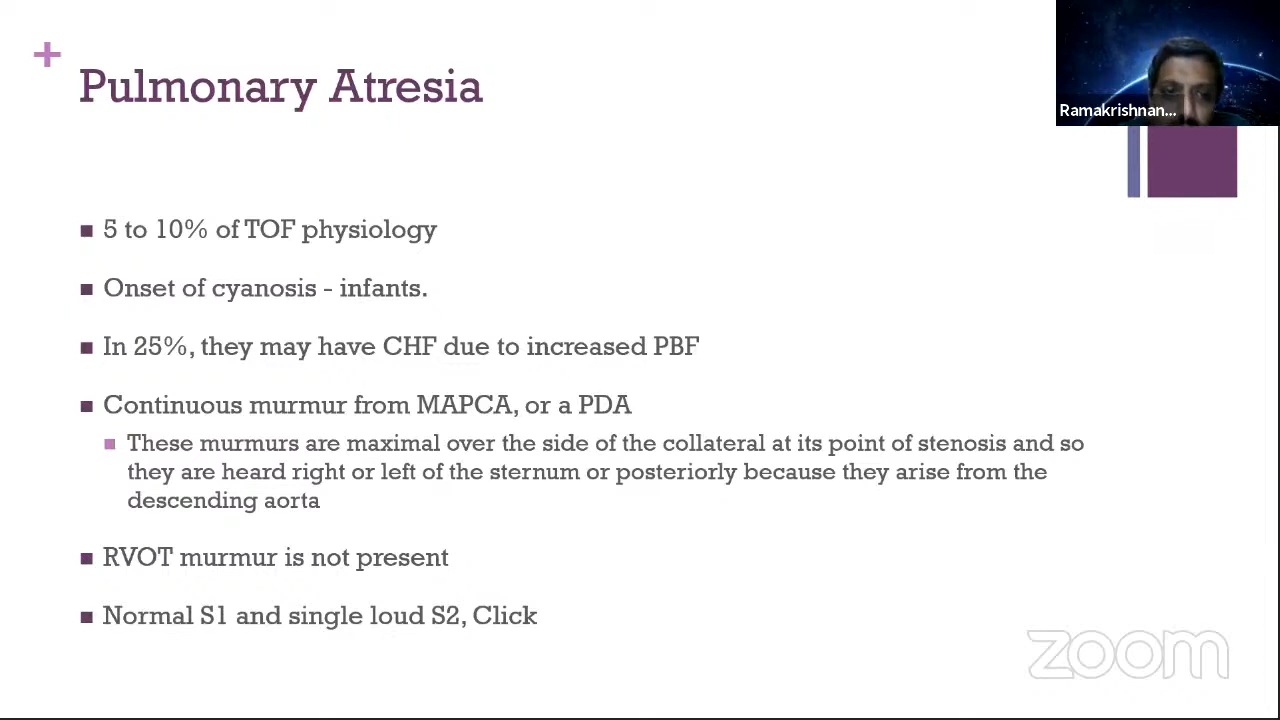 Pulmonary Atresia
Ramakrishnan...
5 to 10% of TOF physiology
Onset of cyanosis - infants.
In 25%, they may have CHF due to increased PBF
Continuous murmur from MAPCA, or a PDA
These murmurs are maximal over the side of the collateral at its point of stenosis and so
they are heard right or left of the sternum or posteriorly because they arise from the
descending aorta
RVOT murmur is not present
Normal S1 and single loud S2, Click
zoom